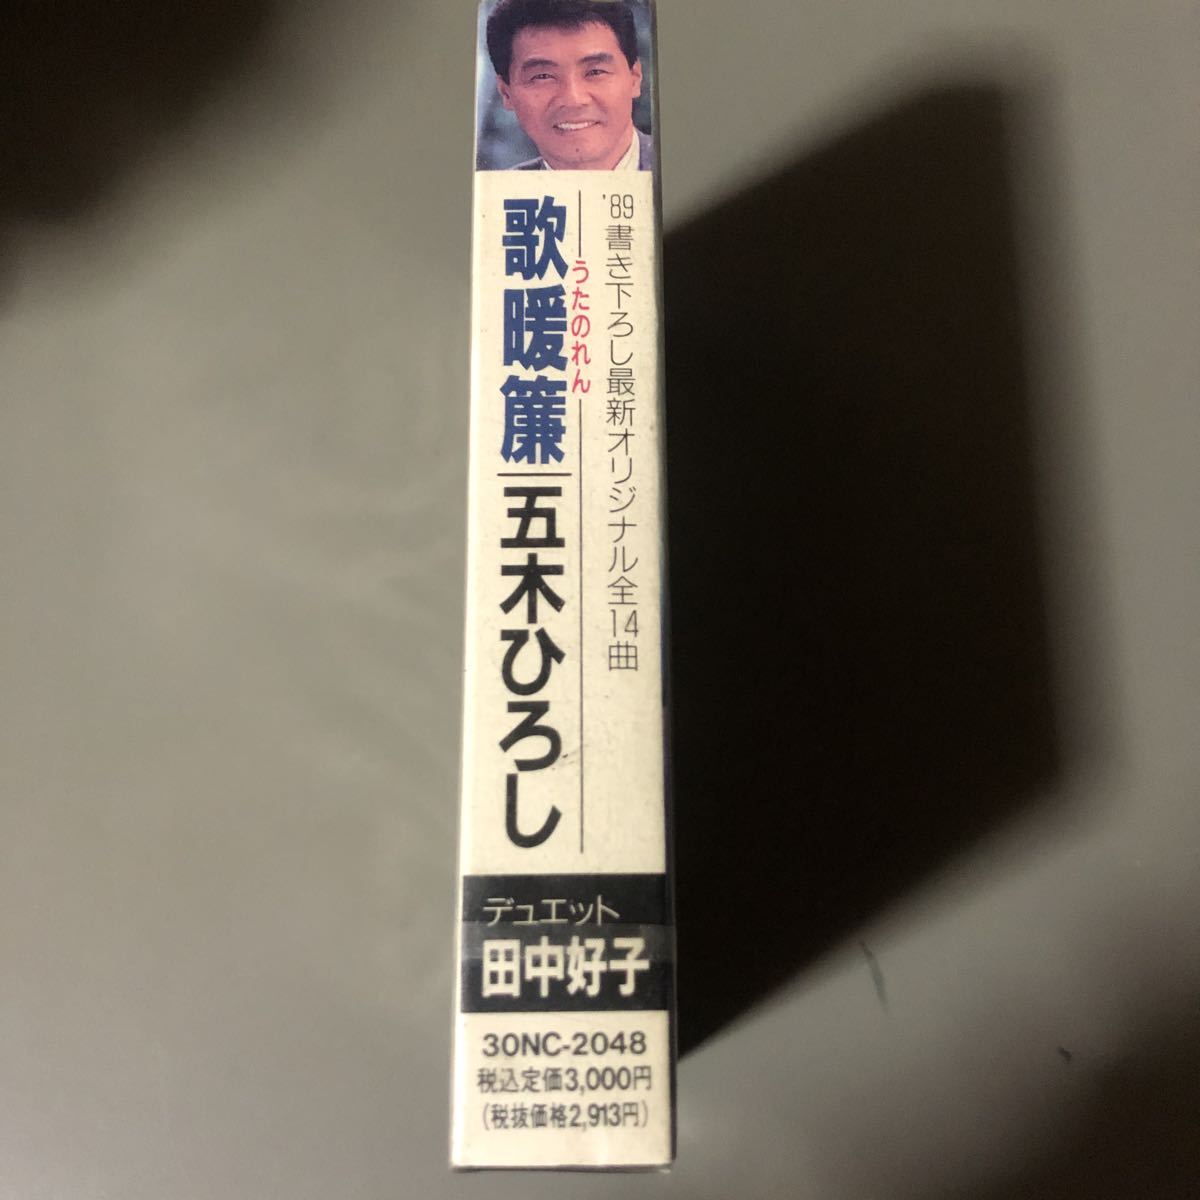 '89書き下ろし最新オリジナル全14曲
うたのれん
歌暖簾
五木ひろし
デュエット
田中好子
30NC-2048
税込定価3,000円
(税抜価格2,913円)